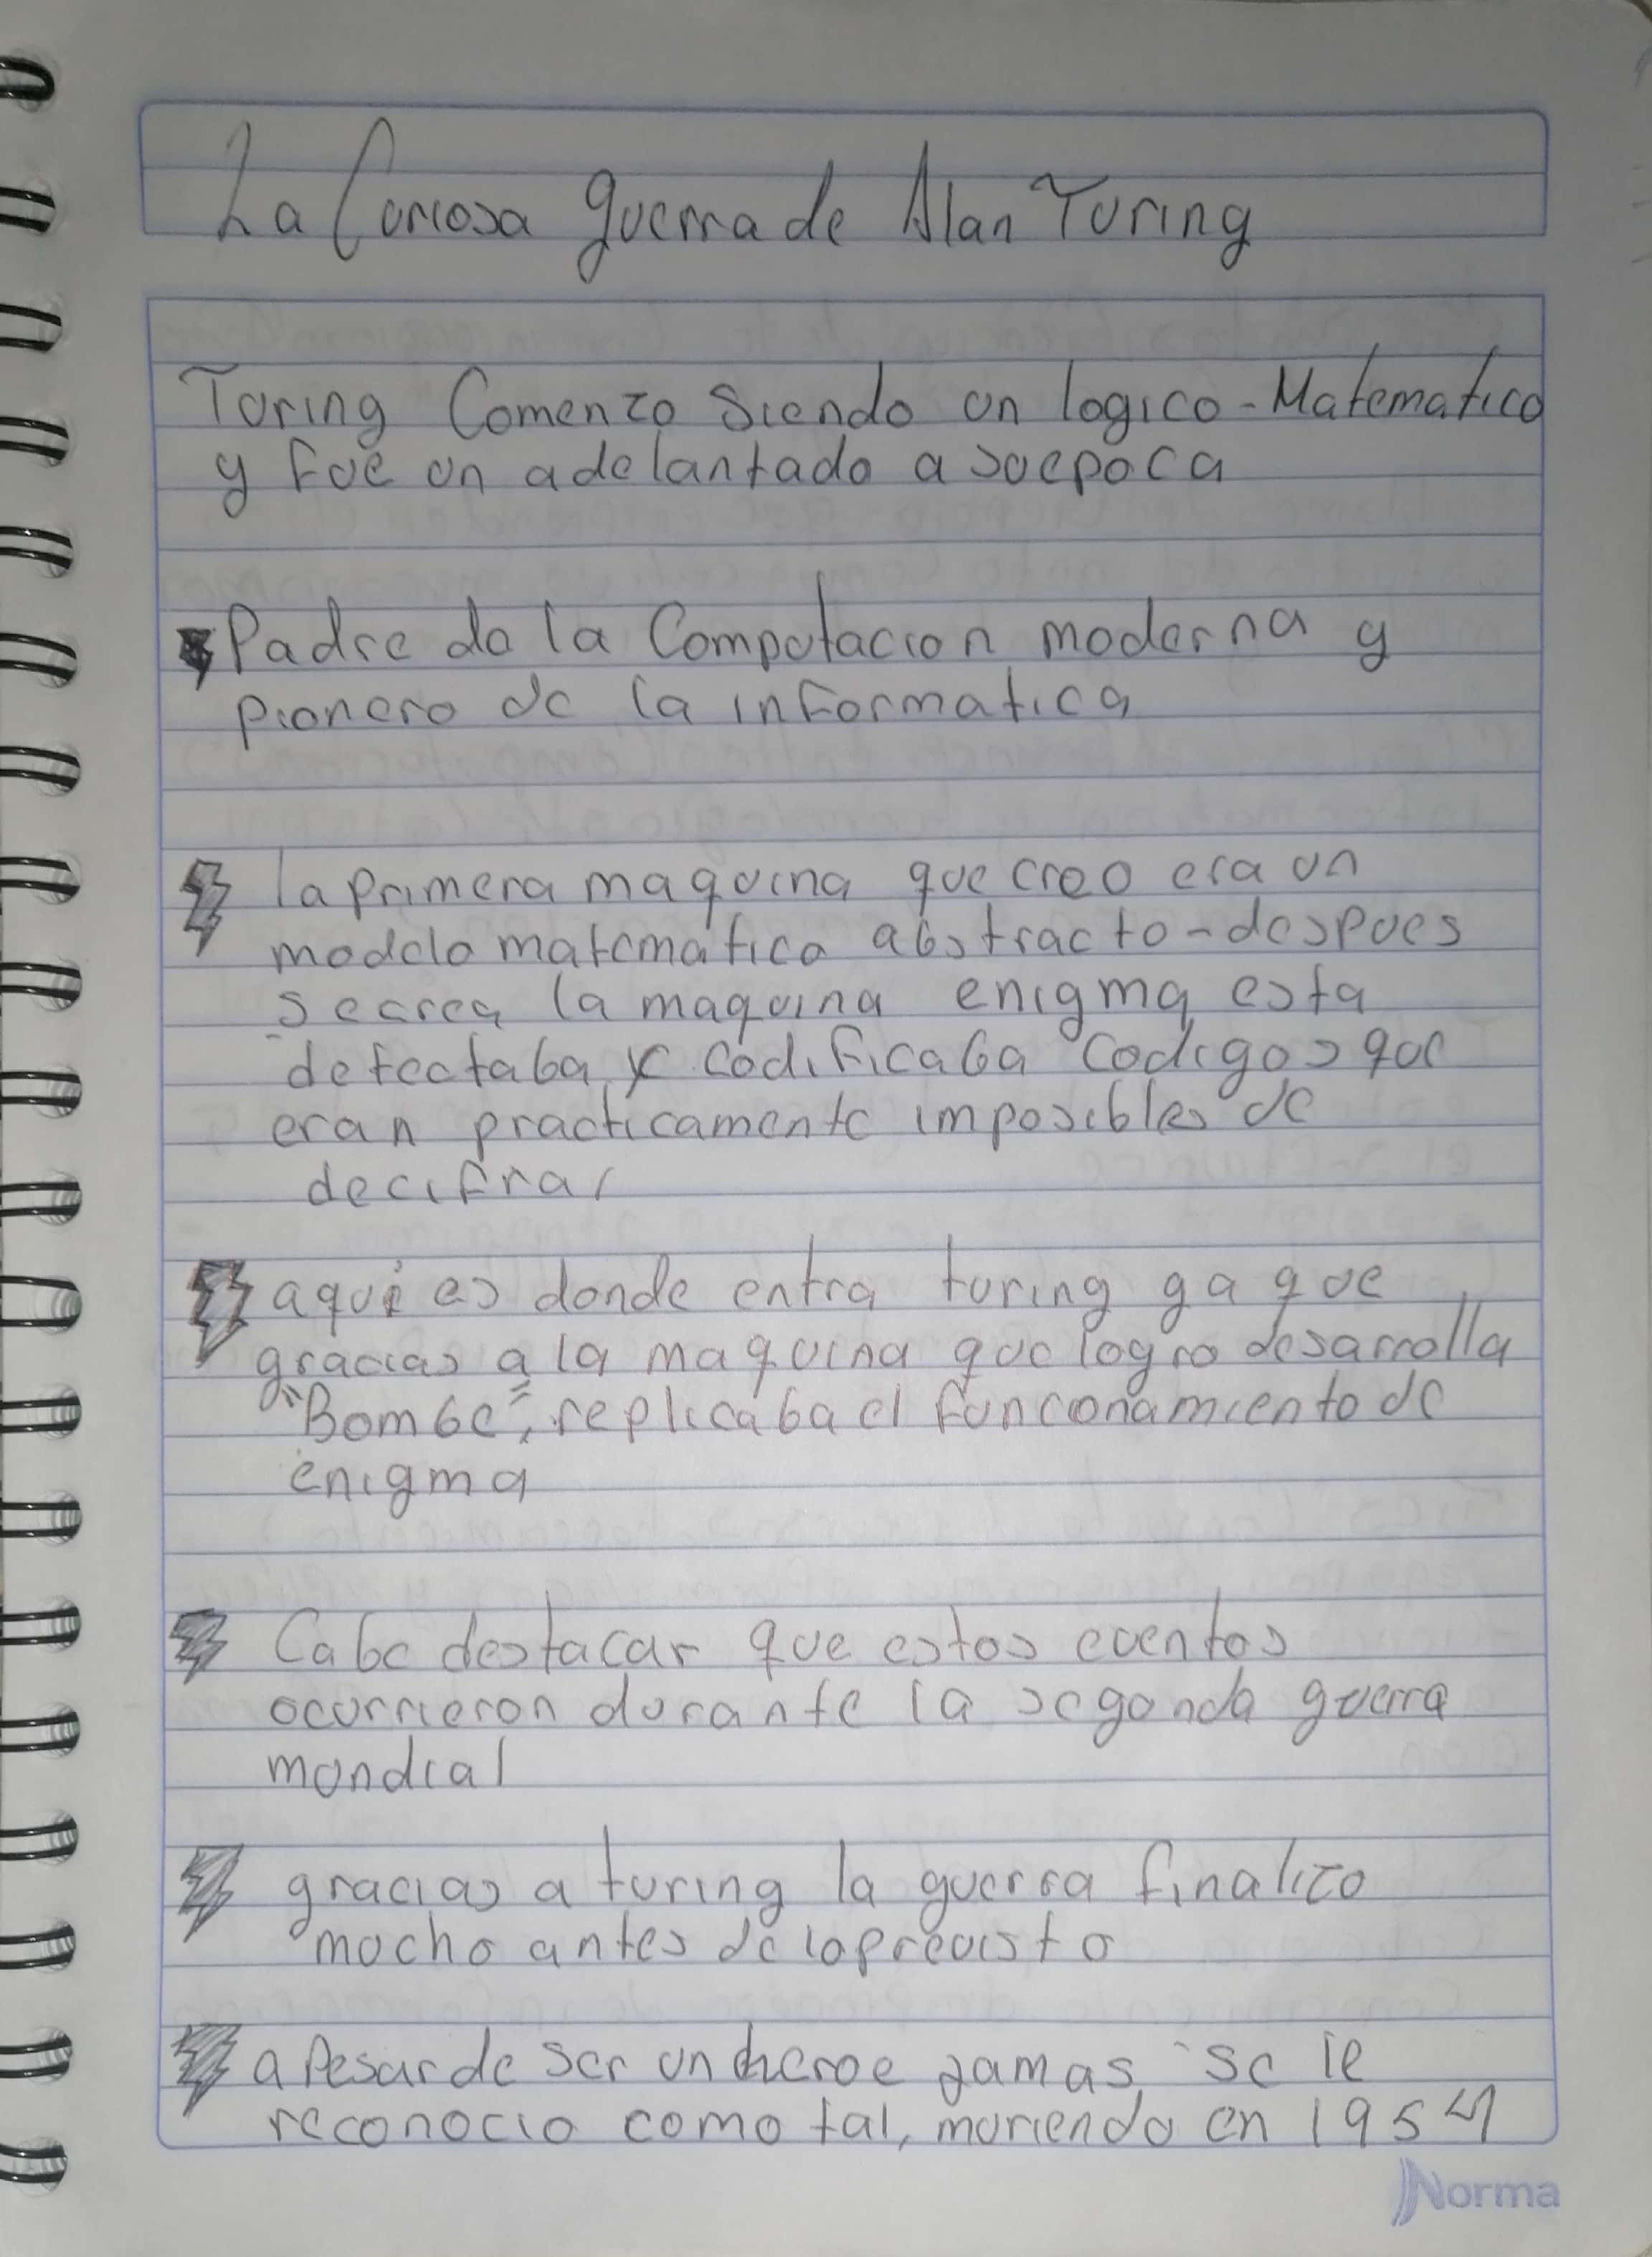 La Curiosa guerra de Alan Turing
Turing Comenzo Siendo un logico-Matematico
y fue un adelantado a su epoca
Padre de la Computacion moderna y
pionero de la informatica
la primera maquina que creo era un
modelo matematico abstracto-despues
se crea la maquina enigma esta
detectaba y codificaba codigos que
eran practicamente imposibles de
decifrar
aqui es donde entra turing ya que
gracias a la maquina que logro desarrolla
"Bombe", replicaba el funcionamiento de
enigma
Cabe destacar que estos eventos
ocurrieron durante la segunda guerra
mundial
gracias a turing la guerra finalizo
mucho antes de lo previsto
a Pesar de ser un heroe jamas se le
reconocio como tal, muriendo en 1954
Norma